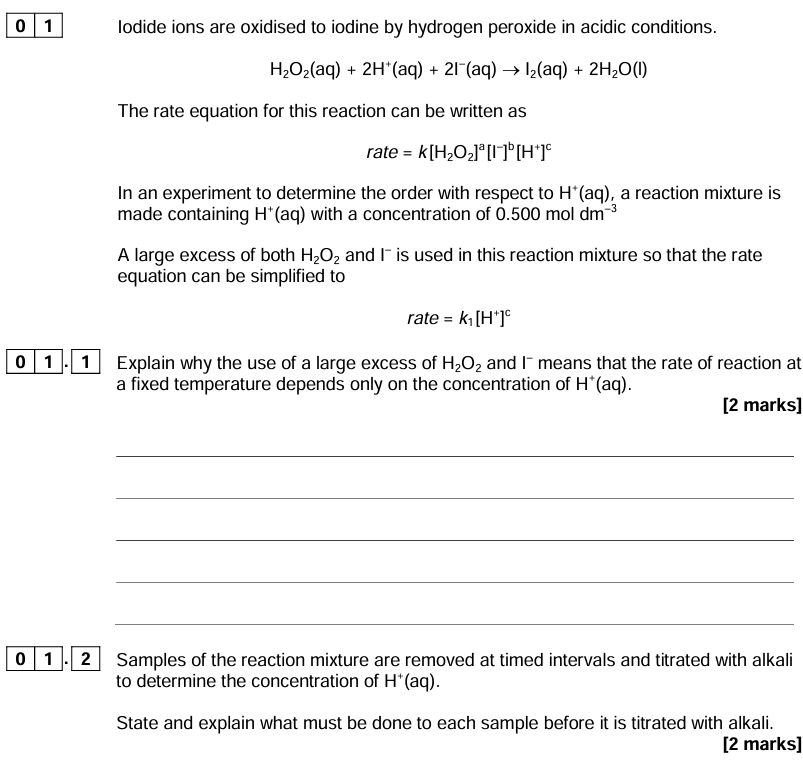 0 1 Iodide ions are oxidised to iodine by hydrogen peroxide in acidic conditions.
H₂O₂(aq) + 2H⁺(aq) + 2I⁻(aq) → I₂(aq) + 2H₂O(l)
The rate equation for this reaction can be written as
rate = k[H₂O₂]ᵃ[I⁻]ᵇ[H⁺]ᶜ
In an experiment to determine the order with respect to H⁺(aq), a reaction mixture is
made containing H⁺(aq) with a concentration of 0.500 mol dm⁻³
A large excess of both H₂O₂ and I⁻ is used in this reaction mixture so that the rate
equation can be simplified to
rate = k₁[H⁺]ᶜ
0 1 . 1 Explain why the use of a large excess of H₂O₂ and I⁻ means that the rate of reaction at
a fixed temperature depends only on the concentration of H⁺(aq).
[2 marks]
0 1 . 2 Samples of the reaction mixture are removed at timed intervals and titrated with alkali
to determine the concentration of H⁺(aq).
State and explain what must be done to each sample before it is titrated with alkali.
[2 marks]